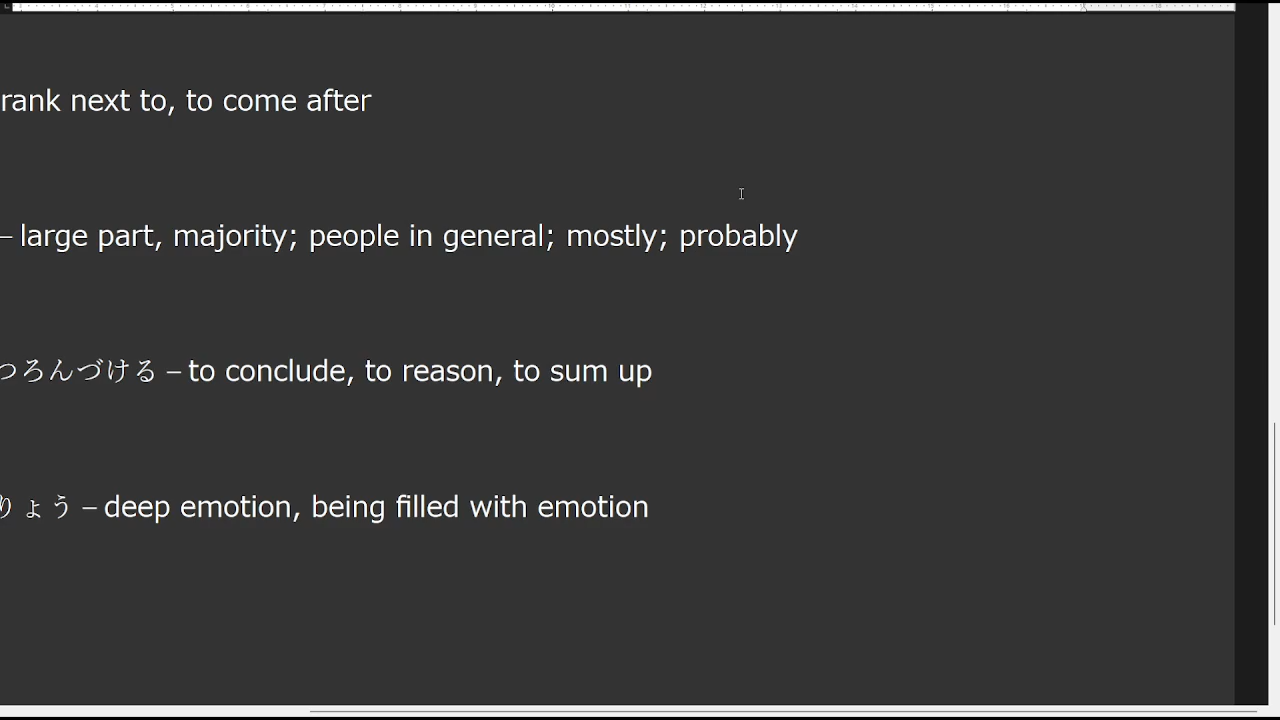 rank next to, to come after
– large part, majority; people in general; mostly; probably
つろんづける – to conclude, to reason, to sum up
りょう – deep emotion, being filled with emotion